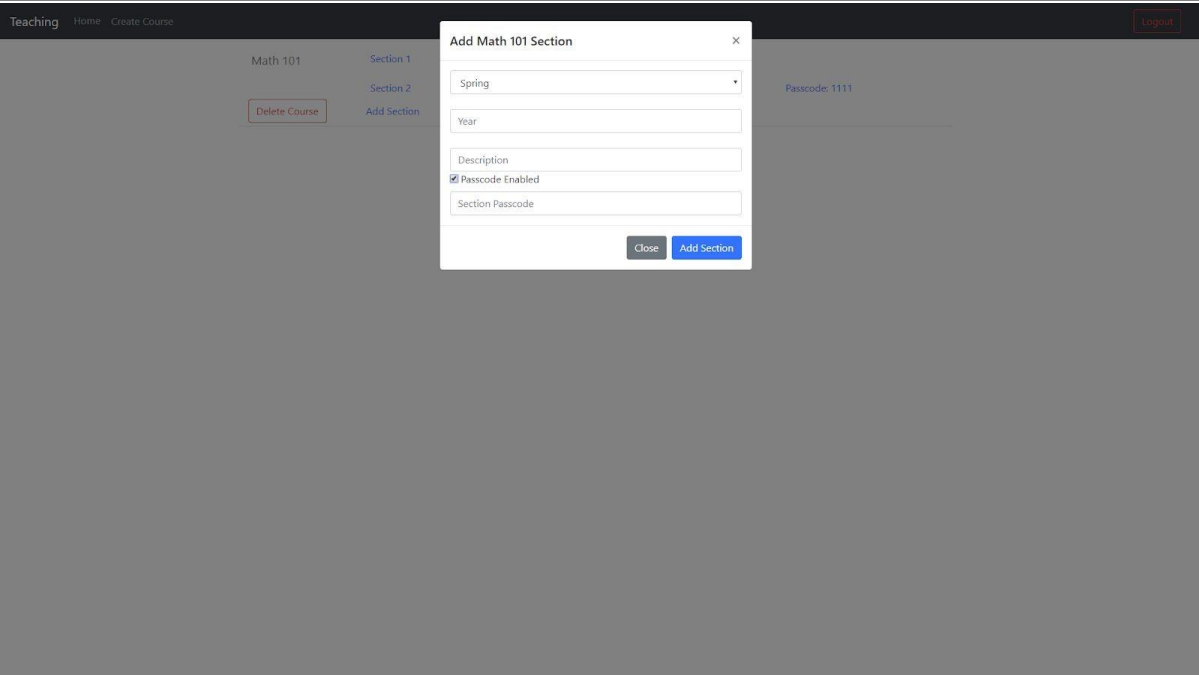 Teaching Home Create Course Logout
Add Math 101 Section ×
Math 101 Section 1
Spring
Section 2 Passcode: 1111
Delete Course Add Section
Year
Description
Passcode Enabled
Section Passcode
Close Add Section